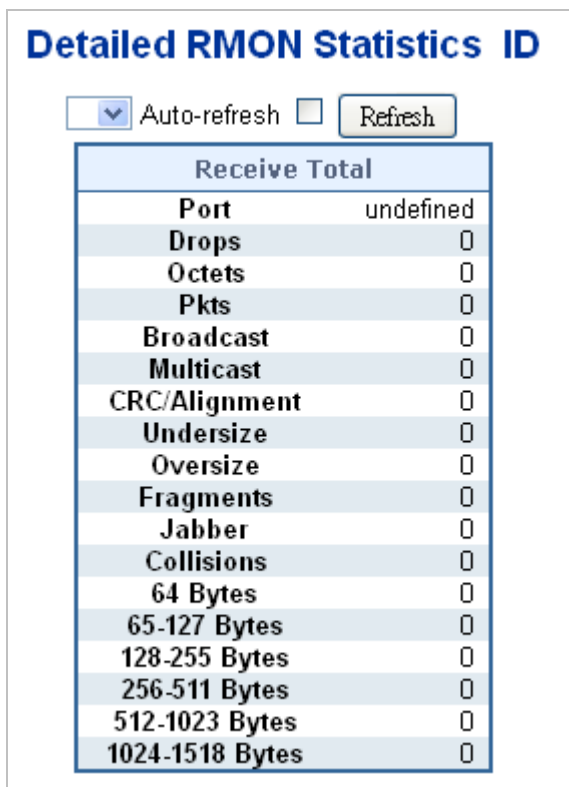 Detailed RMON Statistics ID
Auto-refresh Refresh
Receive Total
Port undefined
Drops 0
Octets 0
Pkts 0
Broadcast 0
Multicast 0
CRC/Alignment 0
Undersize 0
Oversize 0
Fragments 0
Jabber 0
Collisions 0
64 Bytes 0
65-127 Bytes 0
128-255 Bytes 0
256-511 Bytes 0
512-1023 Bytes 0
1024-1518 Bytes 0